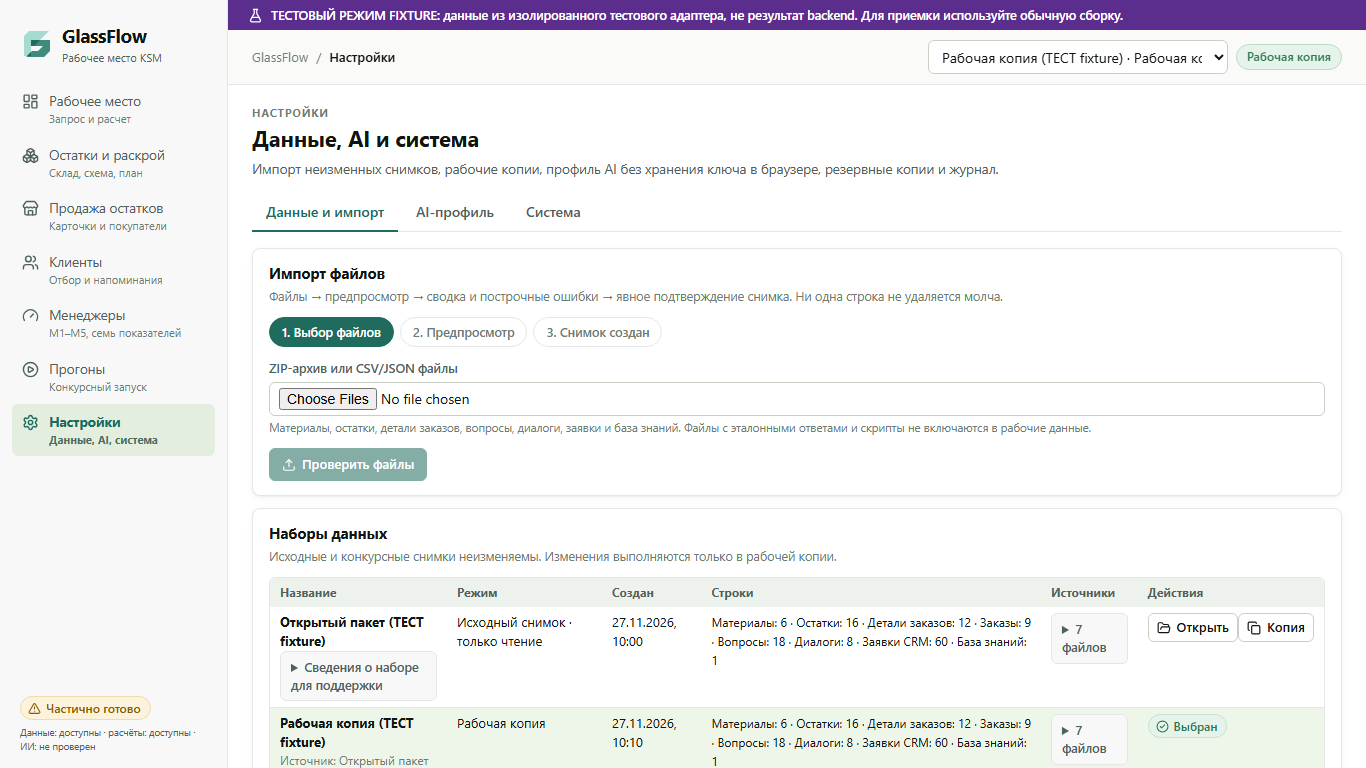 ТЕСТОВЫЙ РЕЖИМ FIXTURE: данные из изолированного тестового адаптера, не результат backend. Для приемки используйте обычную сборку.
GlassFlow
Рабочее место KSM
GlassFlow / Настройки
Рабочая копия (ТЕСТ fixture) · Рабочая кс
Рабочая копия
Рабочее место
Запрос и расчет
Остатки и раскрой
Склад, схема, план
Продажа остатков
Карточки и покупатели
Клиенты
Отбор и напоминания
Менеджеры
М1–М5, семь показателей
Прогоны
Конкурсный запуск
Настройки
Данные, AI, система
Частично готово
Данные: доступны · расчёты: доступны ·
ИИ: не проверен
НАСТРОЙКИ
Данные, AI и система
Импорт неизменных снимков, рабочие копии, профиль AI без хранения ключа в браузере, резервные копии и журнал.
Данные и импорт
AI-профиль
Система
Импорт файлов
Файлы → предпросмотр → сводка и построчные ошибки → явное подтверждение снимка. Ни одна строка не удаляется молча.
1. Выбор файлов
2. Предпросмотр
3. Снимок создан
ZIP-архив или CSV/JSON файлы
Choose Files No file chosen
Материалы, остатки, детали заказов, вопросы, диалоги, заявки и база знаний. Файлы с эталонными ответами и скрипты не включаются в рабочие данные.
Проверить файлы
Наборы данных
Исходные и конкурсные снимки неизменяемы. Изменения выполняются только в рабочей копии.
Название Режим Создан Строки Источники Действия
Открытый пакет (ТЕСТ
fixture)
Сведения о наборе
для поддержки
Исходный снимок ·
только чтение
27.11.2026,
10:00
Материалы: 6 · Остатки: 16 · Детали заказов: 12 · Заказы: 9
· Вопросы: 18 · Диалоги: 8 · Заявки CRM: 60 · База знаний:
1
7
файлов
Открыть
Копия
Рабочая копия (ТЕСТ
fixture)
Источник: Открытый пакет
Рабочая копия
27.11.2026,
10:10
Материалы: 6 · Остатки: 16 · Детали заказов: 12 · Заказы: 9
· Вопросы: 18 · Диалоги: 8 · Заявки CRM: 60 · База знаний:
1
7
файлов
Выбран